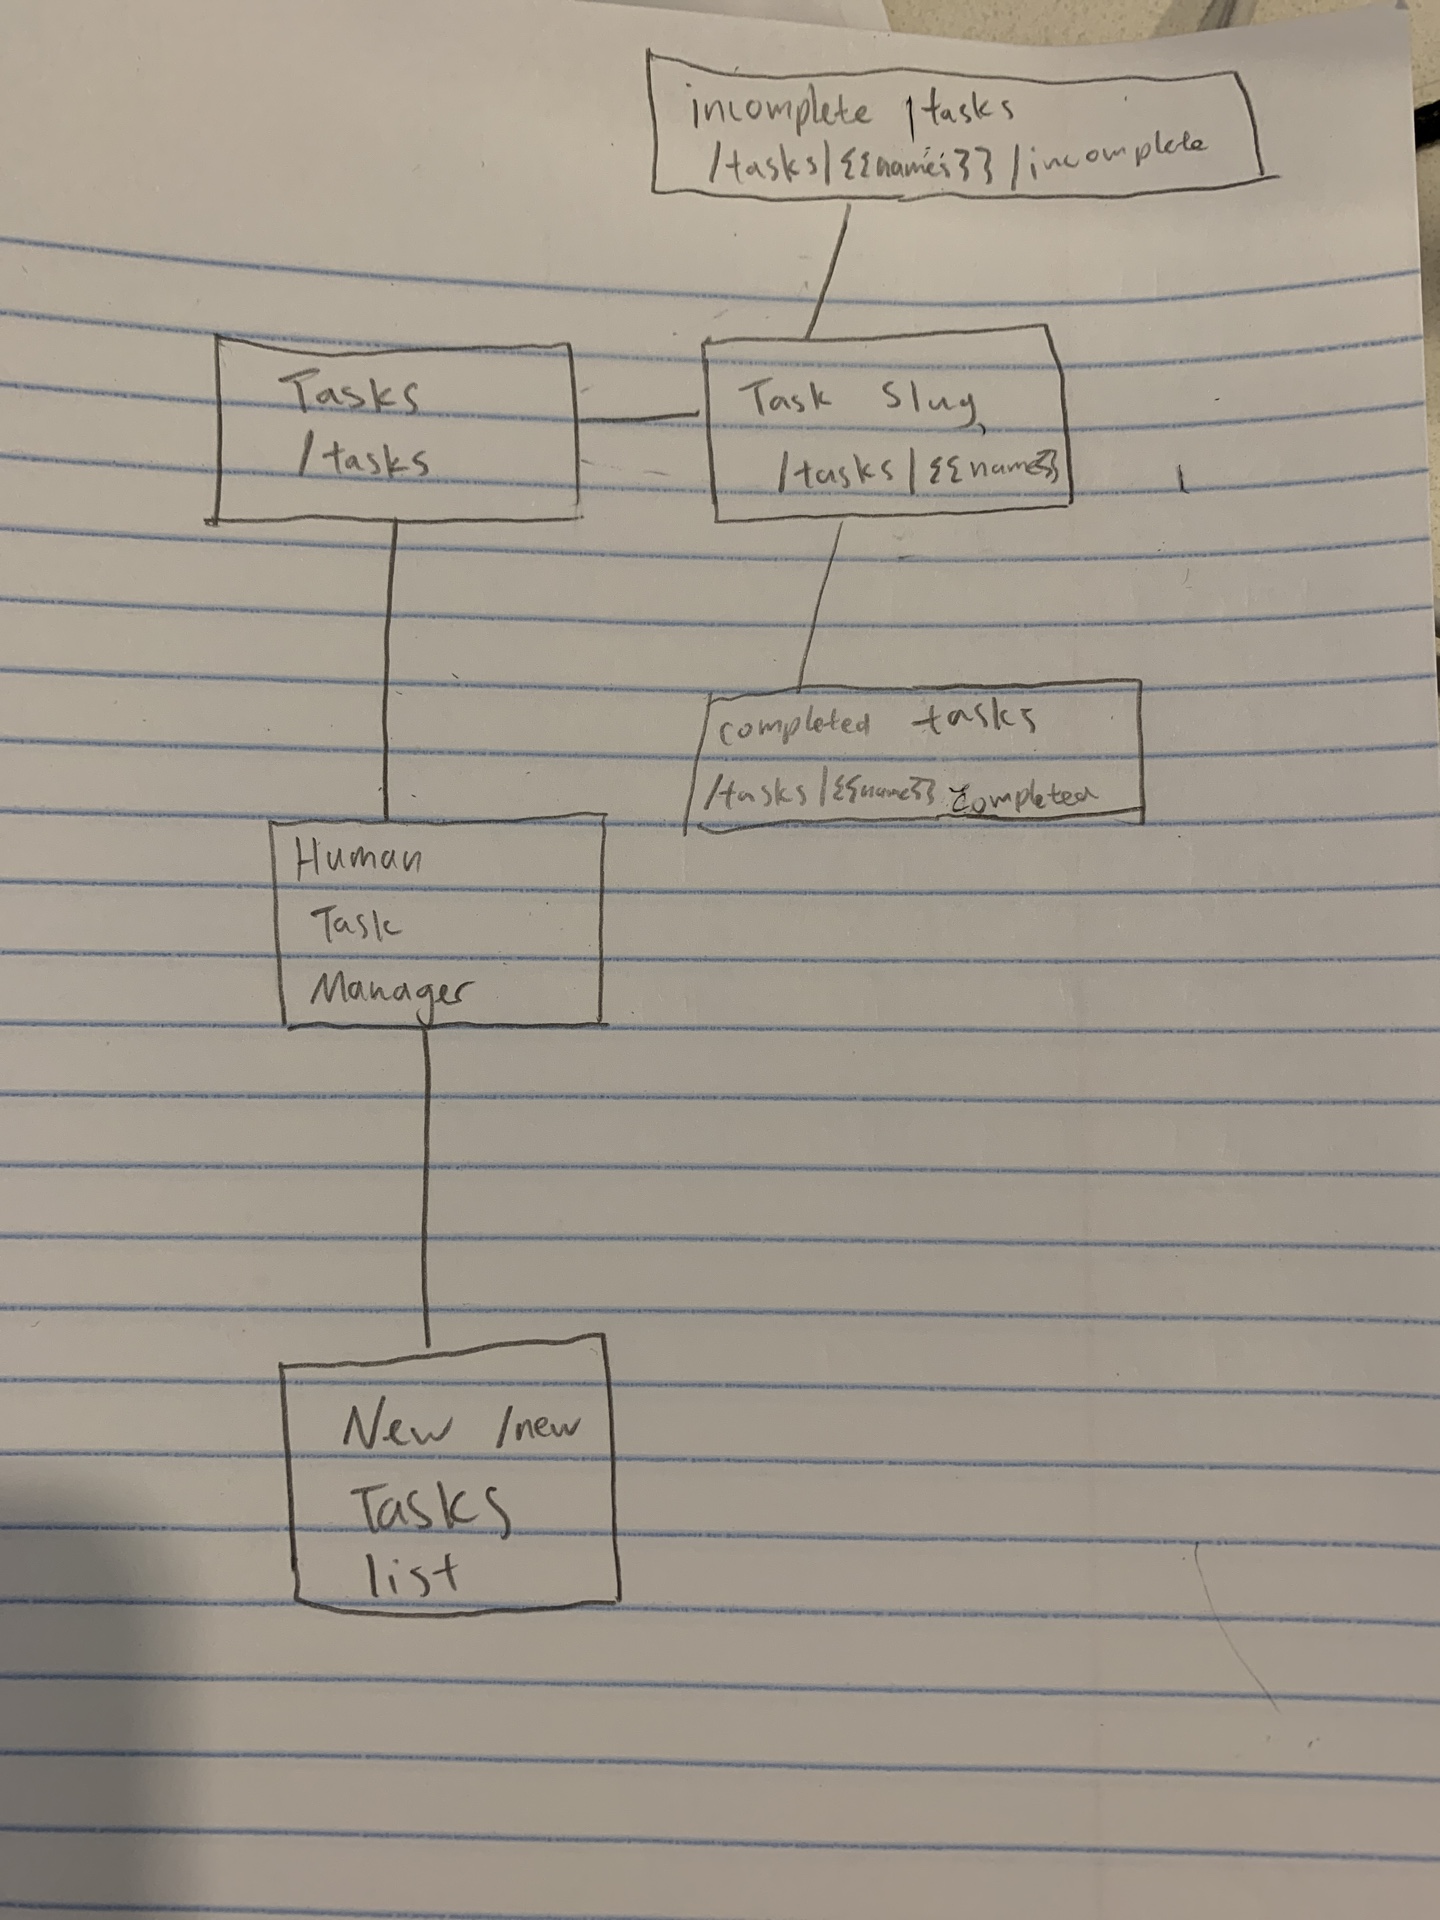 incomplete tasks
/tasks/{{names}}/incomplete
Tasks
/tasks
Task Slug
/tasks/{{name}}
completed tasks
/tasks/{{name}} completed
Human
Task
Manager
New /new
Tasks
list